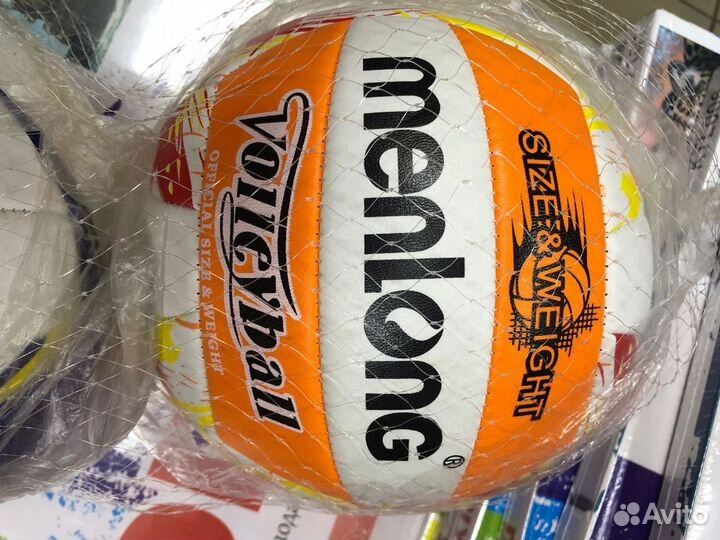 menlong®
Volleyball
OFFICIAL SIZE & WEIGHT
SIZE & WEIGHT
Avito